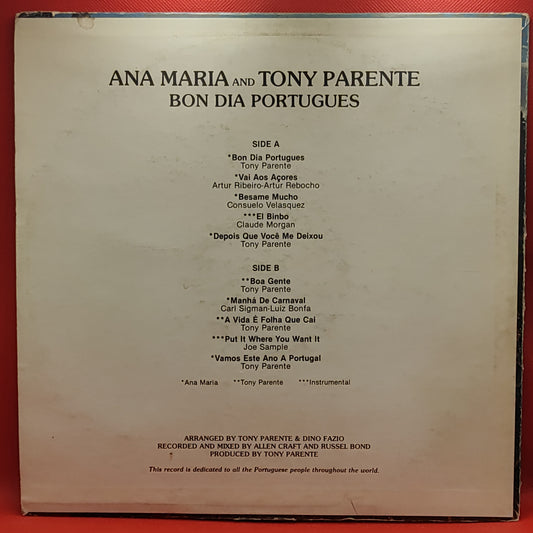 ANA MARIA AND TONY PARENTE
BON DIA PORTUGUES
SIDE A
*Bon Dia Portugues
Tony Parente
*Vai Aos Açores
Artur Ribeiro-Artur Rebocho
*Besame Mucho
Consuelo Velasquez
***El Binbo
Claude Morgan
*Depois Que Você Me Deixou
Tony Parente
SIDE B
**Boa Gente
Tony Parente
*Manhá De Carnaval
Carl Sigman-Luiz Bonfa
**A Vida É Folha Que Cai
Tony Parente
***Put It Where You Want It
Joe Sample
*Vamos Este Ano A Portugal
Tony Parente
*Ana Maria **Tony Parente ***Instrumental
ARRANGED BY TONY PARENTE & DINO FAZIO
RECORDED AND MIXED BY ALLEN CRAFT AND RUSSEL BOND
PRODUCED BY TONY PARENTE
This record is dedicated to all the Portuguese people throughout the world.